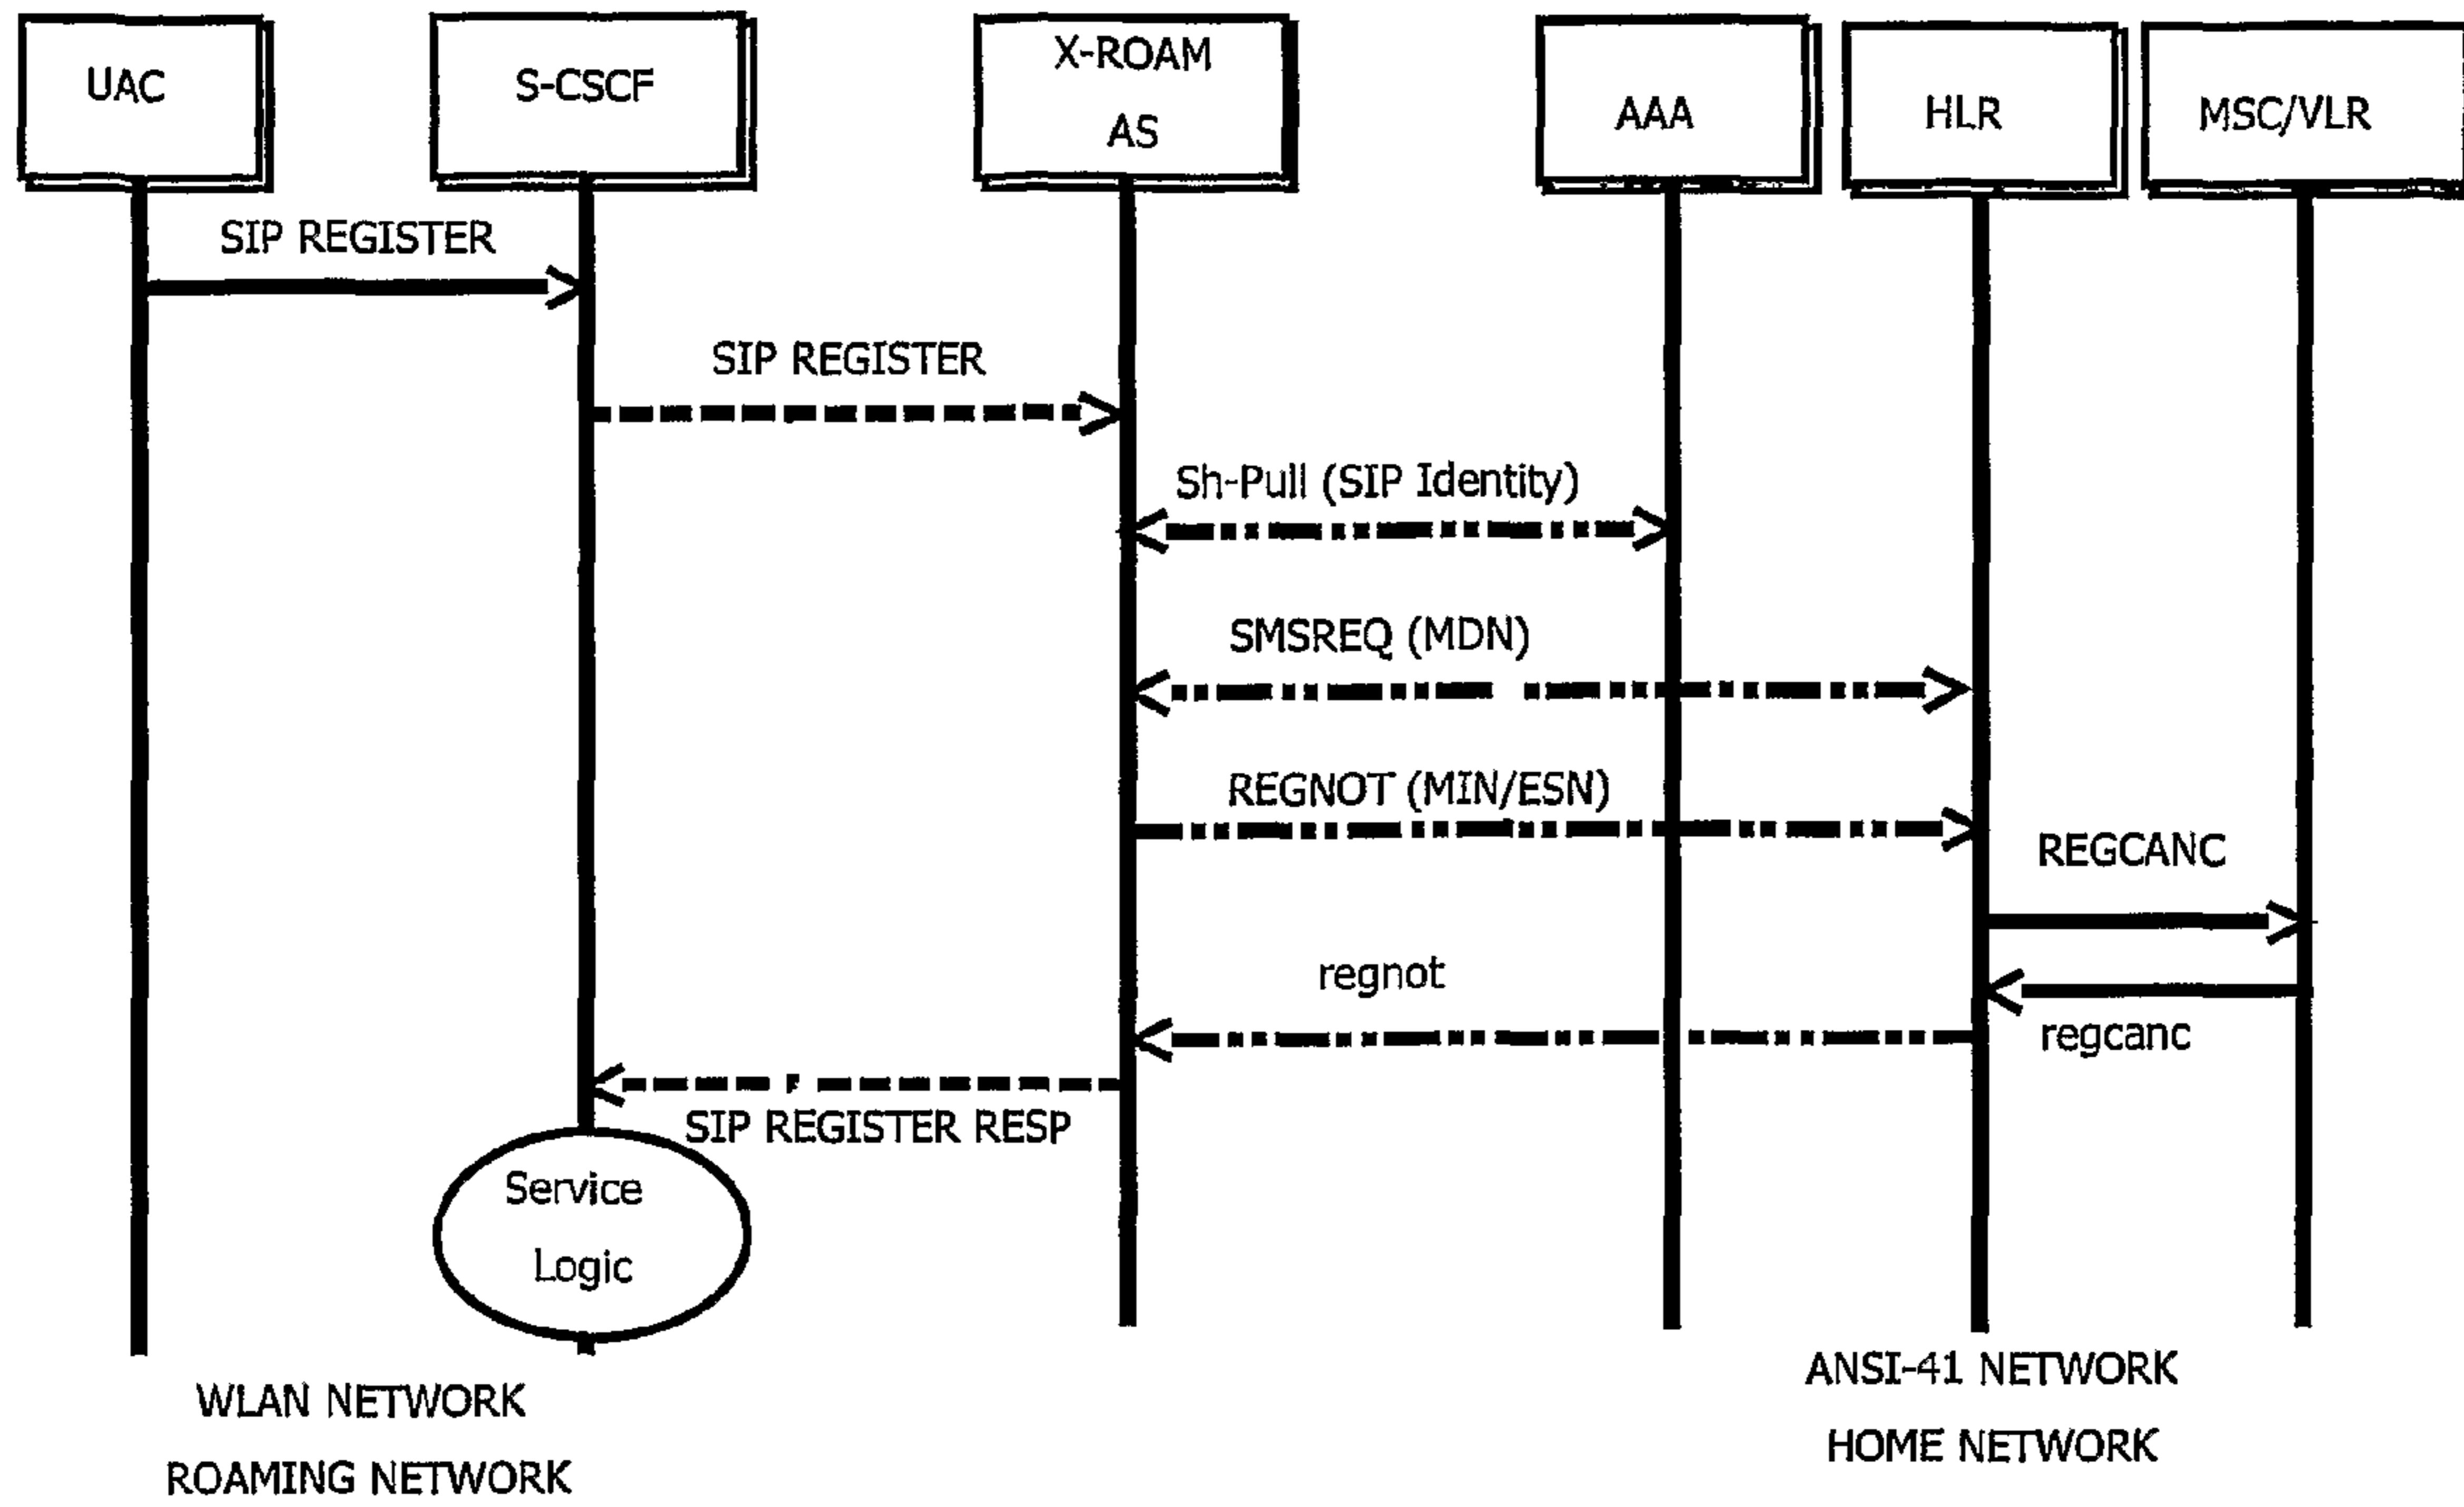 UAC
S-CSCF
X-ROAM
AS
AAA
HLR
MSC/VLR
SIP REGISTER
SIP REGISTER
Sh-Pull (SIP Identity)
SMSREQ (MDN)
REGNOT (MIN/ESN)
REGCANC
regnot
regcanc
SIP REGISTER RESP
Service
Logic
WLAN NETWORK
ROAMING NETWORK
ANSI-41 NETWORK
HOME NETWORK